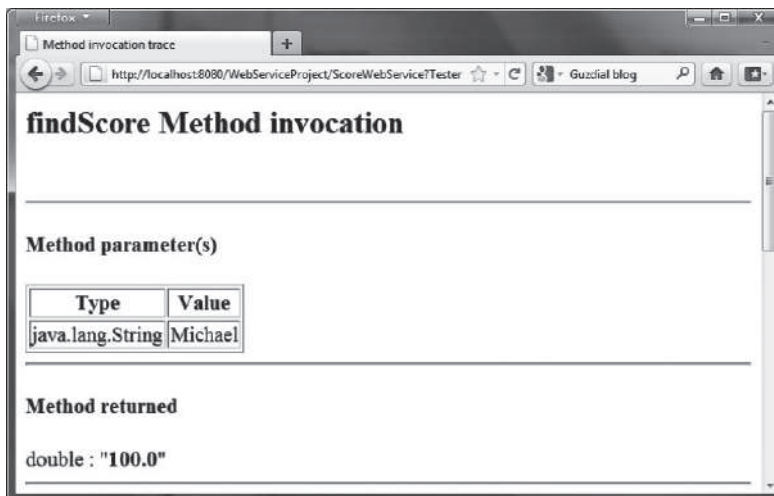 Firefox
Method invocation trace
http://localhost:8080/WebServiceProject/ScoreWebService?Tester
Guzdial blog
findScore Method invocation
Method parameter(s)
Type Value
java.lang.String Michael
Method returned
double : "100.0"